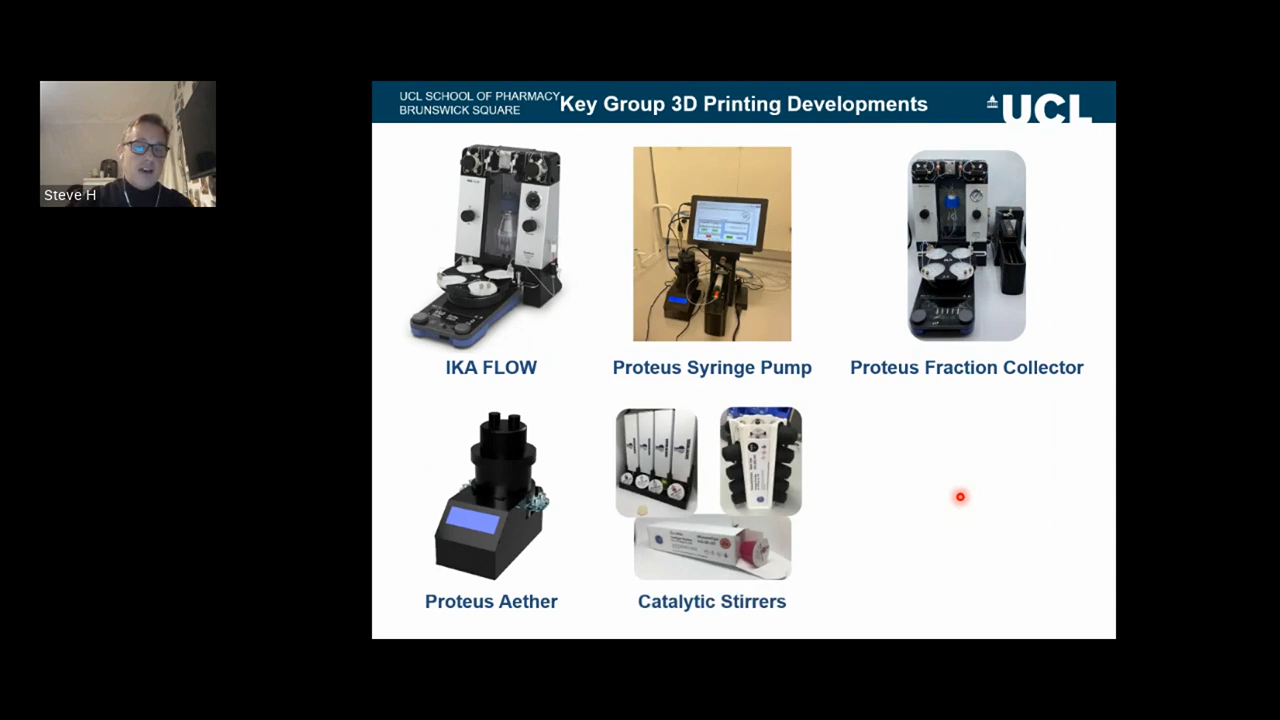 UCL SCHOOL OF PHARMACY
BRUNSWICK SQUARE
Key Group 3D Printing Developments
UCL
Steve H
IKA FLOW
Proteus Syringe Pump
Proteus Fraction Collector
Proteus Aether
Catalytic Stirrers